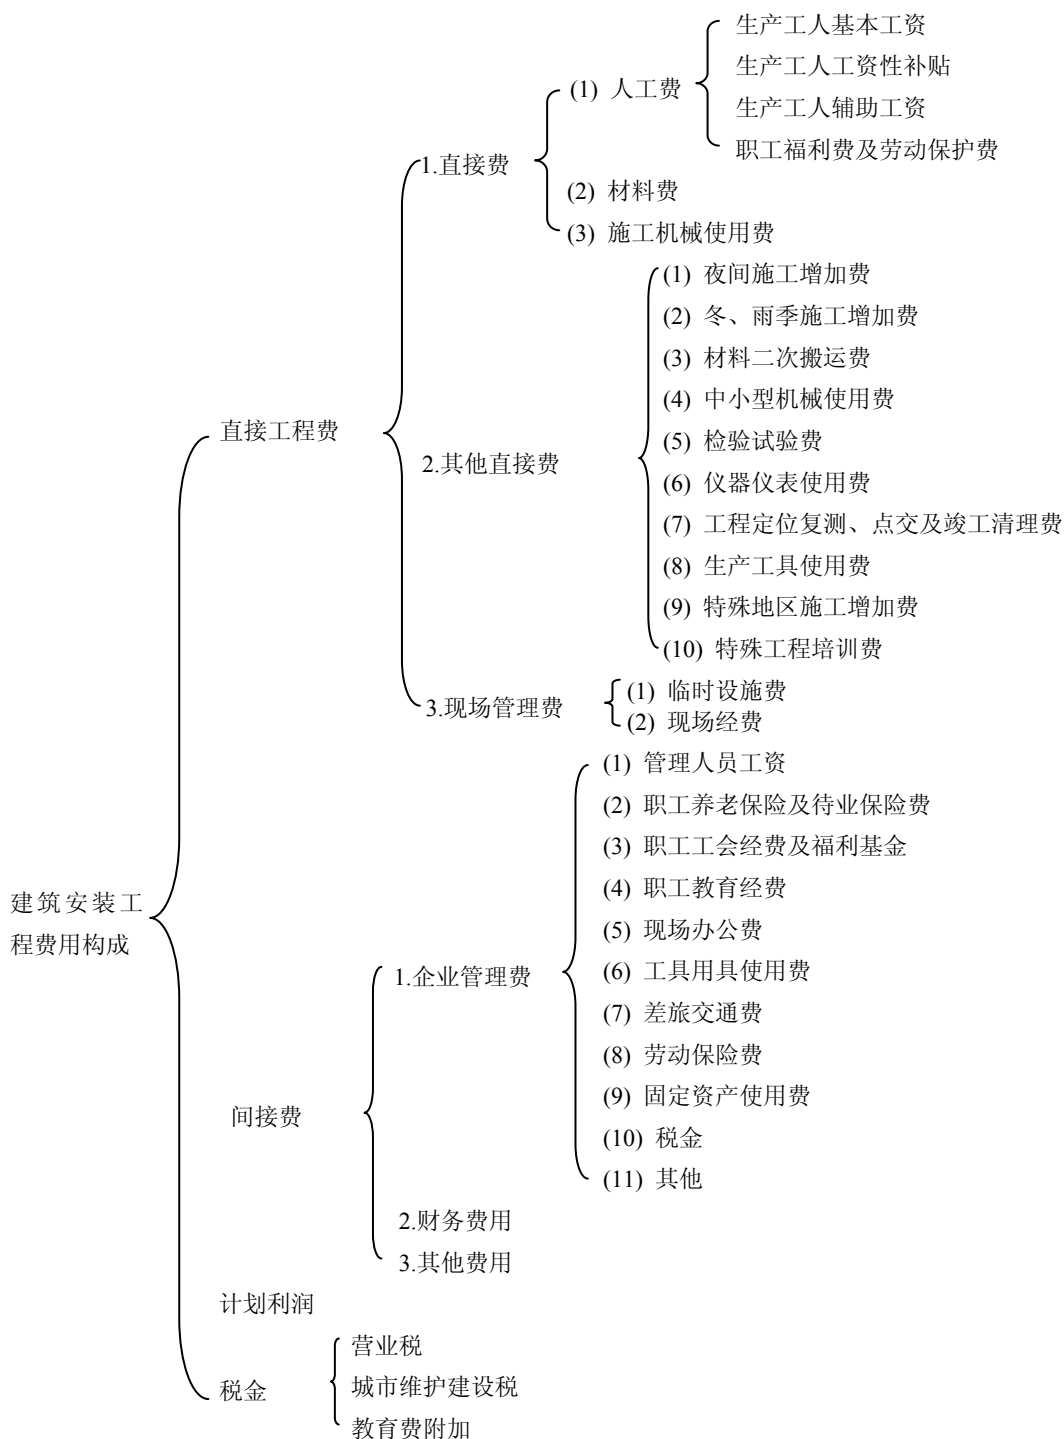 生产工人基本工资
生产工人工资性补贴
(1) 人工费
生产工人辅助工资
职工福利费及劳动保护费
1.直接费
(2) 材料费
(3) 施工机械使用费
(1) 夜间施工增加费
(2) 冬、雨季施工增加费
(3) 材料二次搬运费
(4) 中小型机械使用费
直接工程费
(5) 检验试验费
2.其他直接费
(6) 仪器仪表使用费
(7) 工程定位复测、点交及竣工清理费
(8) 生产工具使用费
(9) 特殊地区施工增加费
(10) 特殊工程培训费
3.现场管理费
(1) 临时设施费
(2) 现场经费
(1) 管理人员工资
(2) 职工养老保险及待业保险费
(3) 职工工会经费及福利基金
(4) 职工教育经费
建筑安装工
程费用构成
(5) 现场办公费
1.企业管理费
(6) 工具用具使用费
(7) 差旅交通费
(8) 劳动保险费
(9) 固定资产使用费
间接费
(10) 税金
(11) 其他
2.财务费用
3.其他费用
计划利润
营业税
税金
城市维护建设税
教育费附加